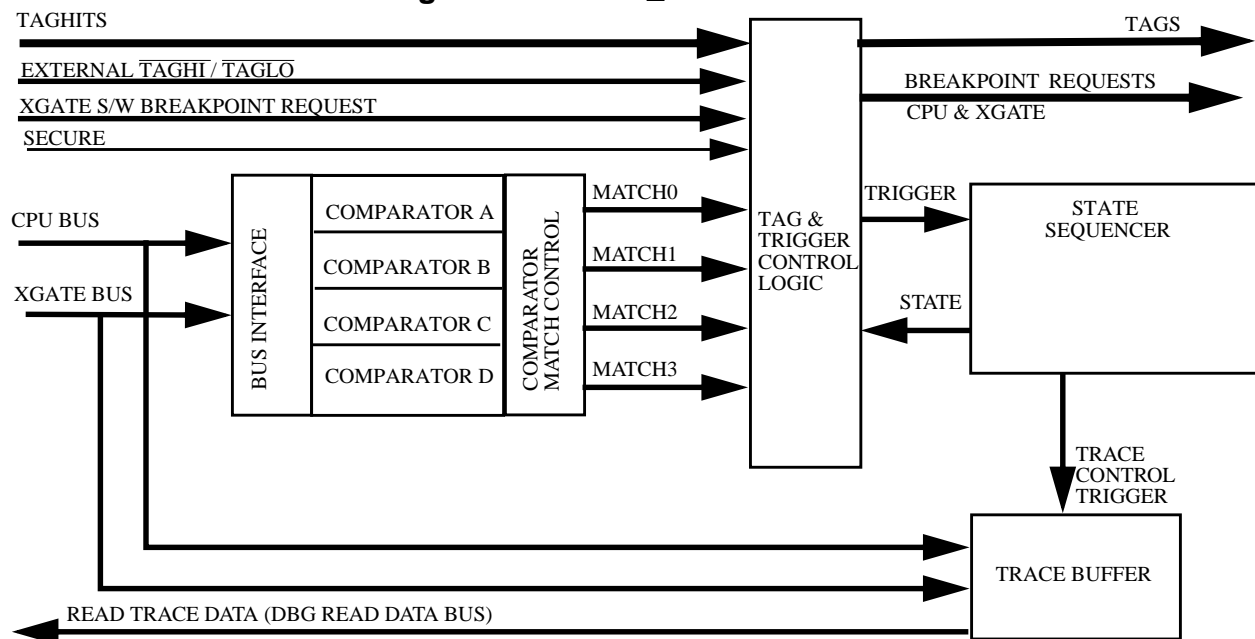 TAGHITS
TAGS
EXTERNAL TAGHI / TAGLO
BREAKPOINT REQUESTS
CPU & XGATE
XGATE S/W BREAKPOINT REQUEST
SECURE
CPU BUS
XGATE BUS
BUS INTERFACE
COMPARATOR A
COMPARATOR B
COMPARATOR C
COMPARATOR D
COMPARATOR
MATCH CONTROL
MATCH0
MATCH1
MATCH2
MATCH3
TAG &
TRIGGER
CONTROL
LOGIC
TRIGGER
STATE
STATE
SEQUENCER
TRACE
CONTROL
TRIGGER
TRACE BUFFER
READ TRACE DATA (DBG READ DATA BUS)